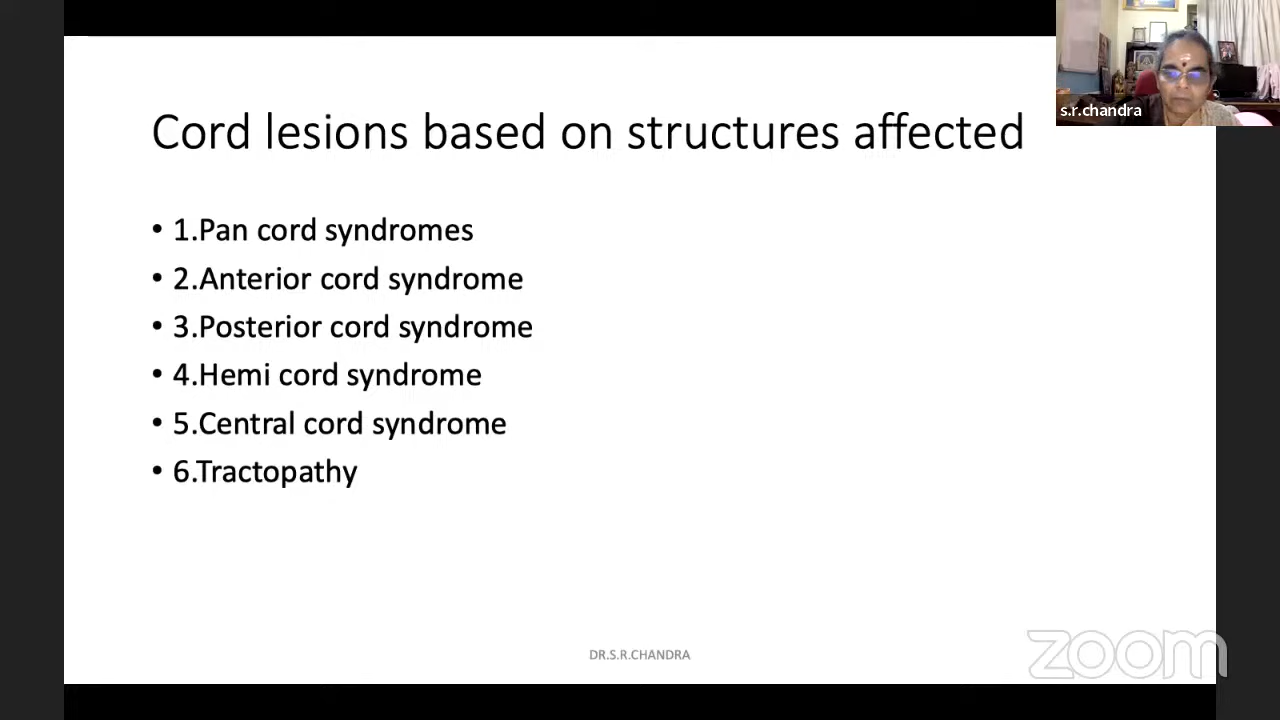 s.r.chandra
Cord lesions based on structures affected
• 1.Pan cord syndromes
• 2.Anterior cord syndrome
• 3.Posterior cord syndrome
• 4.Hemi cord syndrome
• 5.Central cord syndrome
• 6.Tractopathy
DR.S.R.CHANDRA
zoom